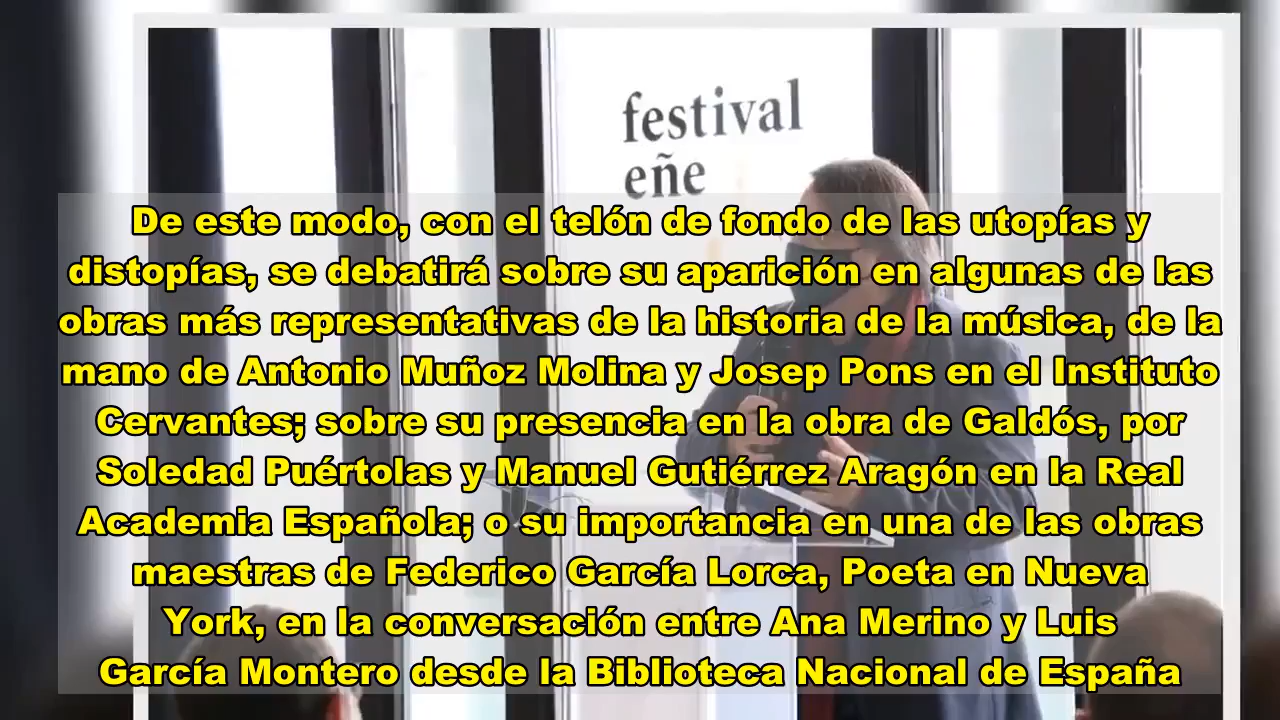 festival
eñe
De este modo, con el telón de fondo de las utopías y
distopías, se debatirá sobre su aparición en algunas de las
obras más representativas de la historia de la música, de la
mano de Antonio Muñoz Molina y Josep Pons en el Instituto
Cervantes; sobre su presencia en la obra de Galdós, por
Soledad Puértolas y Manuel Gutiérrez Aragón en la Real
Academia Española; o su importancia en una de las obras
maestras de Federico García Lorca, Poeta en Nueva
York, en la conversación entre Ana Merino y Luis
García Montero desde la Biblioteca Nacional de España